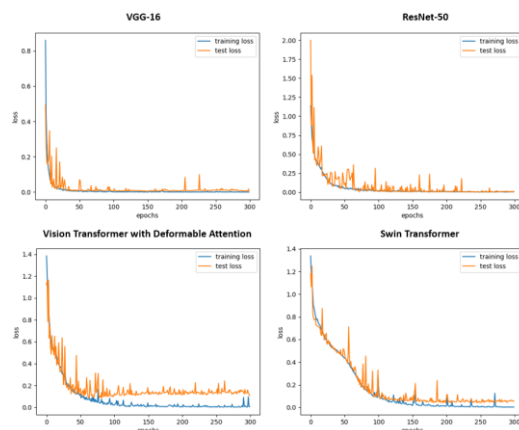 VGG-16
training loss
test loss
0.8
0.6
0.4
0.2
0.0
loss
0 50 100 150 200 250 300
epochs
ResNet-50
training loss
test loss
2.00
1.75
1.50
1.25
1.00
0.75
0.50
0.25
0.00
loss
0 50 100 150 200 250 300
epochs
Vision Transformer with Deformable Attention
training loss
test loss
1.4
1.2
1.0
0.8
0.6
0.4
0.2
0.0
loss
0 50 100 150 200 250 300
epochs
Swin Transformer
training loss
test loss
1.4
1.2
1.0
0.8
0.6
0.4
0.2
0.0
loss
0 50 100 150 200 250 300
epochs